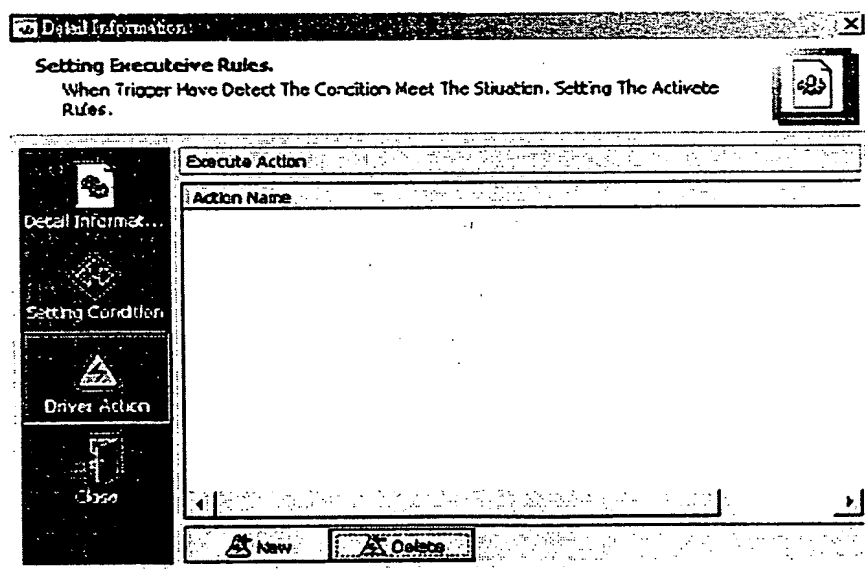 Detail Information
Setting Executeive Rules.
When Trigger Have Detect The Condition Meet The Stiuation. Setting The Activate
Rules.
Execute Action
Action Name
Detail Informat...
Setting Condition
Driver Action
Close
New
Delete